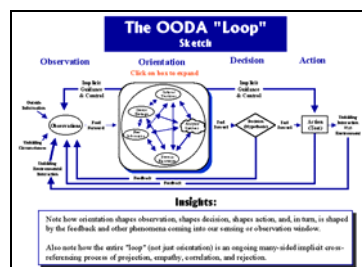 The OODA "Loop"
Sketch
Observation
Orientation
Decision
Action
Click on box to expand
Implicit
Guidance
& Control
Implicit
Guidance
& Control
Outside
Information
Observations
Feed
Forward
Feed
Forward
Decision
(Hypothesis)
Feed
Forward
Action
(Test)
Unfolding
Circumstances
Unfolding
Interaction
With
Environment
Unfolding
Environmental
Interaction
Feedback
Feedback
Insights:
Note how orientation shapes observation, shapes decision, shapes action, and, in turn, is shaped
by the feedback and other phenomena coming into our sensing or observation window.
Also note how the entire "loop" (not just orientation) is an ongoing many-sided implicit cross-
referencing process of projection, empathy, correlation, and rejection.